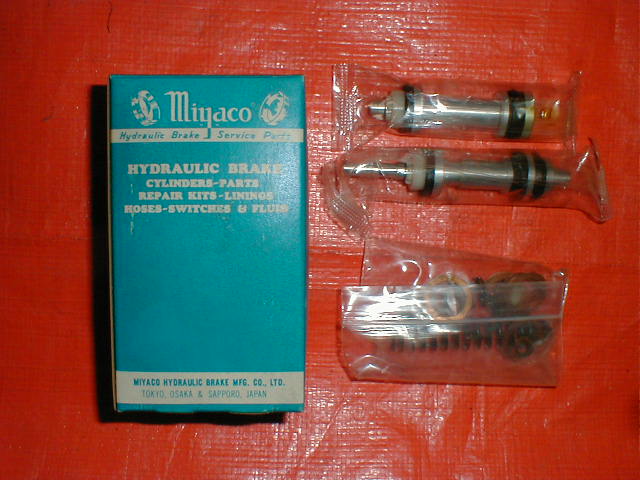 Miyaco
Hydraulic Brake Service Parts
HYDRAULIC BRAKE
CYLINDERS-PARTS
REPAIR KITS-LININGS
HOSES-SWITCHES & FLUID
MIYACO HYDRAULIC BRAKE MFG. CO., LTD.
TOKYO, OSAKA & SAPPORO, JAPAN